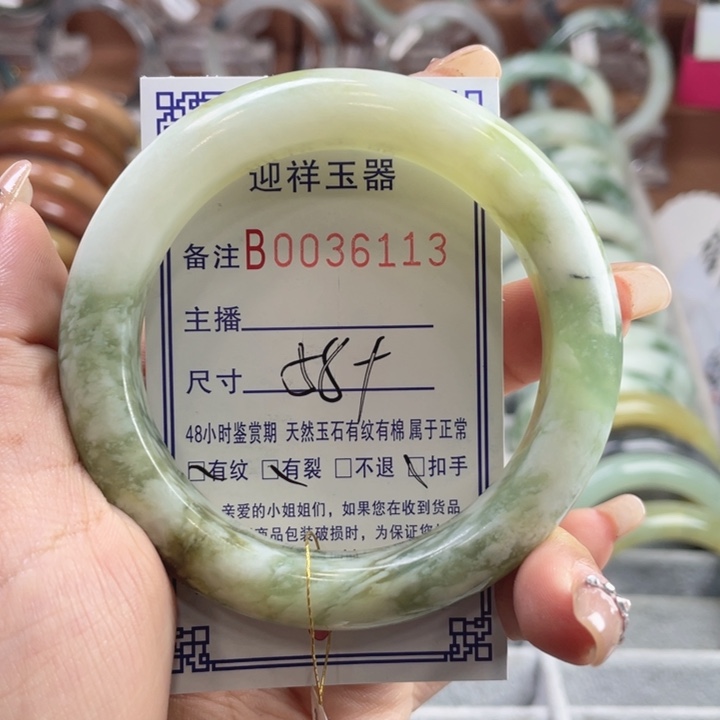 迎祥玉器
备注B0036113
主播
尺寸 58+
48小时鉴赏期 天然玉石有纹有棉 属于正常
□有纹 □有裂 □不退 □扣手
亲爱的小姐姐们，如果您在收到货品
商品包装破损时，为保证您